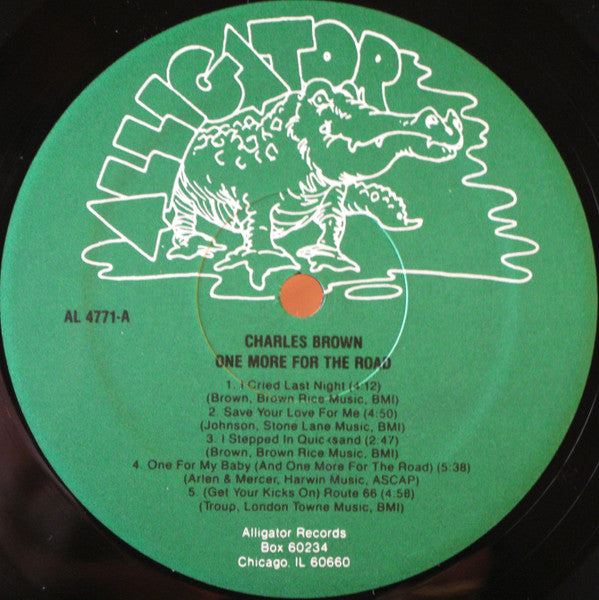 ALLIGATOR
AL 4771-A
CHARLES BROWN
ONE MORE FOR THE ROAD
1. I Cried Last Night (4:12)
(Brown, Brown Rice Music, BMI)
2. Save Your Love For Me (4:50)
(Johnson, Stone Lane Music, BMI)
3. I Stepped In Quicksand (2:47)
(Brown, Brown Rice Music, BMI)
4. One For My Baby (And One More For The Road) (5:38)
(Arlen & Mercer, Harwin Music, ASCAP)
5. (Get Your Kicks On) Route 66 (4:58)
(Troup, London Towne Music, BMI)
Alligator Records
Box 60234
Chicago, IL 60660